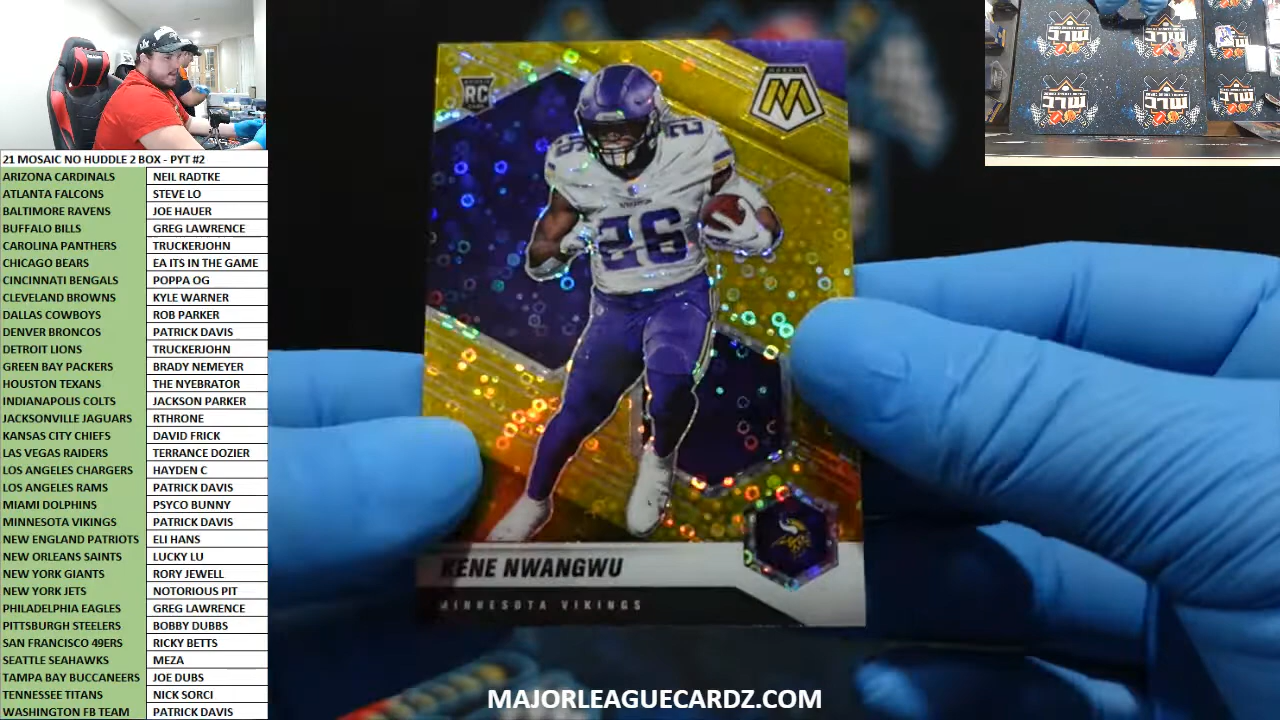 21 MOSAIC NO HUDDLE 2 BOX - PYT #2
ARIZONA CARDINALS NEIL RADTKE
ATLANTA FALCONS STEVE LO
BALTIMORE RAVENS JOE HAUER
BUFFALO BILLS GREG LAWRENCE
CAROLINA PANTHERS TRUCKERJOHN
CHICAGO BEARS EA ITS IN THE GAME
CINCINNATI BENGALS POPPA OG
CLEVELAND BROWNS KYLE WARNER
DALLAS COWBOYS ROB PARKER
DENVER BRONCOS PATRICK DAVIS
DETROIT LIONS TRUCKERJOHN
GREEN BAY PACKERS BRADY NEMEYER
HOUSTON TEXANS THE NYEBRATOR
INDIANAPOLIS COLTS JACKSON PARKER
JACKSONVILLE JAGUARS RTHRONE
KANSAS CITY CHIEFS DAVID FRICK
LAS VEGAS RAIDERS TERRANCE DOZIER
LOS ANGELES CHARGERS HAYDEN C
LOS ANGELES RAMS PATRICK DAVIS
MIAMI DOLPHINS PSYCO BUNNY
MINNESOTA VIKINGS PATRICK DAVIS
NEW ENGLAND PATRIOTS ELI HANS
NEW ORLEANS SAINTS LUCKY LU
NEW YORK GIANTS RORY JEWELL
NEW YORK JETS NOTORIOUS PIT
PHILADELPHIA EAGLES GREG LAWRENCE
PITTSBURGH STEELERS BOBBY DUBBS
SAN FRANCISCO 49ERS RICKY BETTS
SEATTLE SEAHAWKS MEZA
TAMPA BAY BUCCANEERS JOE DUBS
TENNESSEE TITANS NICK SORCI
WASHINGTON FB TEAM PATRICK DAVIS
RC
MOSAIC
M
26
26
26
KENE NWANGWU
MINNESOTA VIKINGS
MAJORLEAGUECARDZ.COM